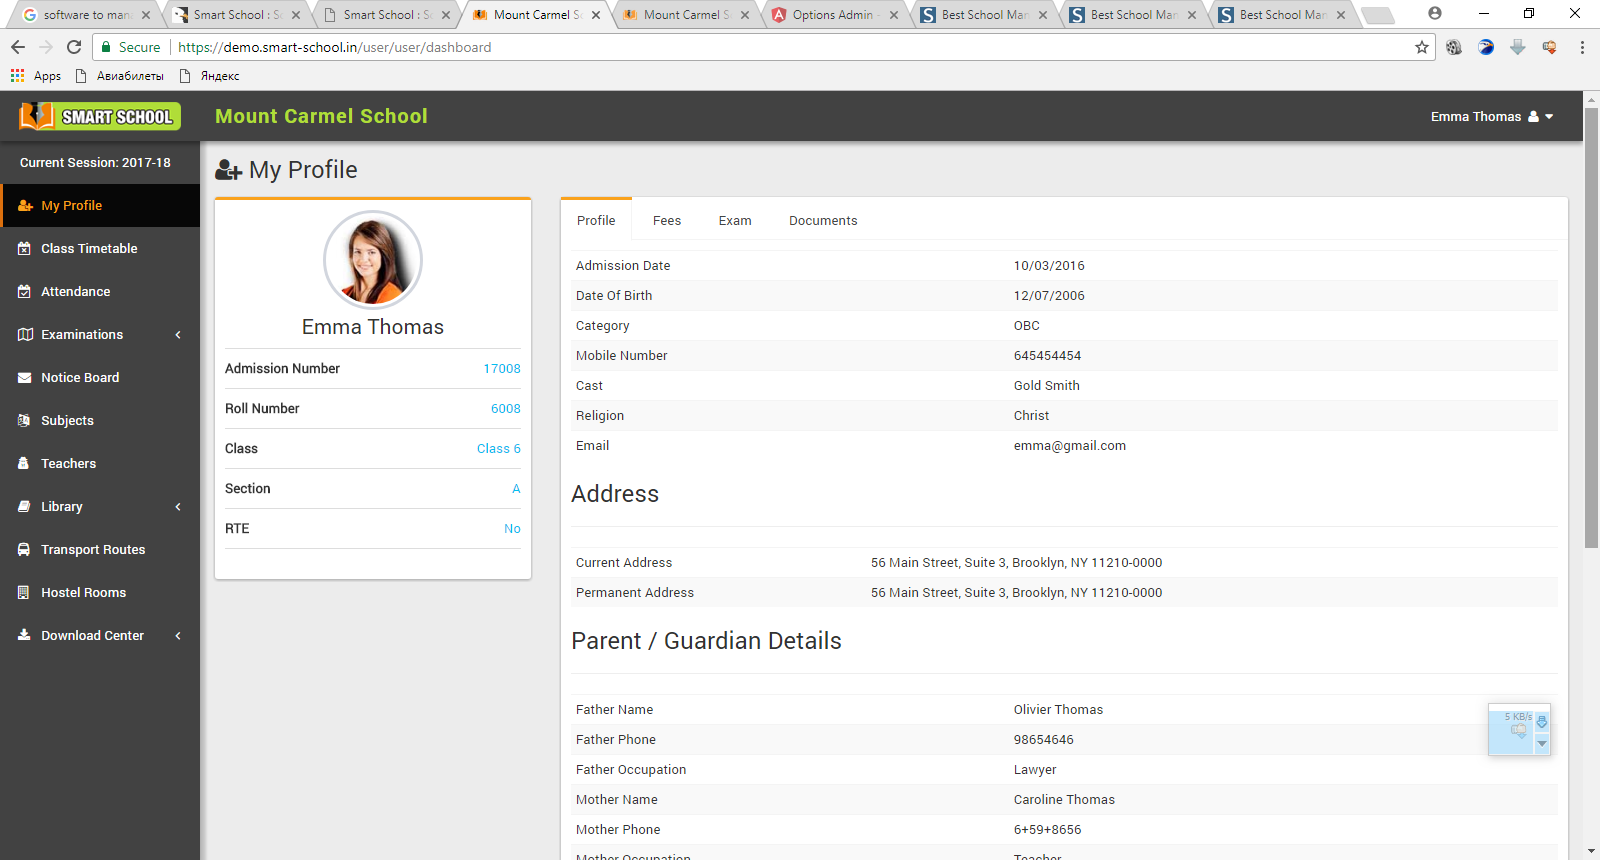 software to man
Smart School : S
Smart School : S
Mount Carmel S
Mount Carmel S
Options Admin -
Best School Man
Best School Man
Best School Man
Secure
https://demo.smart-school.in/user/user/dashboard
Apps
Авиабилеты
Яндекс
SMART SCHOOL
Mount Carmel School
Emma Thomas
Current Session: 2017-18
My Profile
Class Timetable
Attendance
Examinations
Notice Board
Subjects
Teachers
Library
Transport Routes
Hostel Rooms
Download Center
My Profile
Emma Thomas
Admission Number 17008
Roll Number 6008
Class Class 6
Section A
RTE No
Profile Fees Exam Documents
Admission Date 10/03/2016
Date Of Birth 12/07/2006
Category OBC
Mobile Number 645454454
Cast Gold Smith
Religion Christ
Email emma@gmail.com
Address
Current Address 56 Main Street, Suite 3, Brooklyn, NY 11210-0000
Permanent Address 56 Main Street, Suite 3, Brooklyn, NY 11210-0000
Parent / Guardian Details
Father Name Olivier Thomas
Father Phone 98654646
Father Occupation Lawyer
Mother Name Caroline Thomas
Mother Phone 6+59+8656
Mother Occupation Teacher
5 KB/s